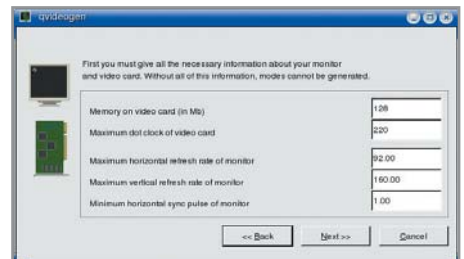 qvideogen
First you must give all the necessary information about your monitor
and video card. Without all of this information, modes cannot be generated.
Memory on video card (in Mb)
128
Maximum dot clock of video card
220
Maximum horizontal refresh rate of monitor
92.00
Maximum vertical refresh rate of monitor
160.00
Minimum horizontal sync pulse of monitor
1.00
<< Back
Next >>
Cancel